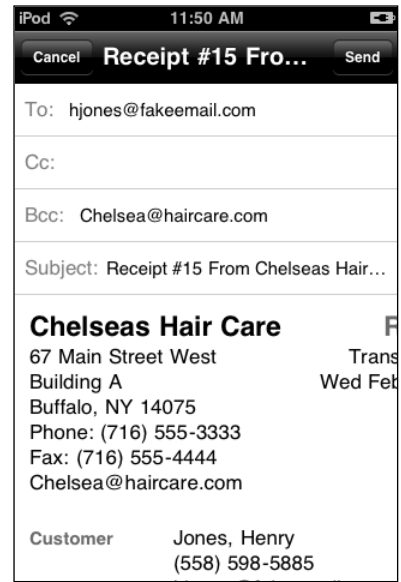 iPod 11:50 AM
Cancel Receipt #15 Fro... Send
To: hjones@fakeemail.com
Cc:
Bcc: Chelsea@haircare.com
Subject: Receipt #15 From Chelseas Hair...
Chelseas Hair Care
67 Main Street West Trans
Building A Wed Feb
Buffalo, NY 14075
Phone: (716) 555-3333
Fax: (716) 555-4444
Chelsea@haircare.com
Customer Jones, Henry
(558) 598-5885